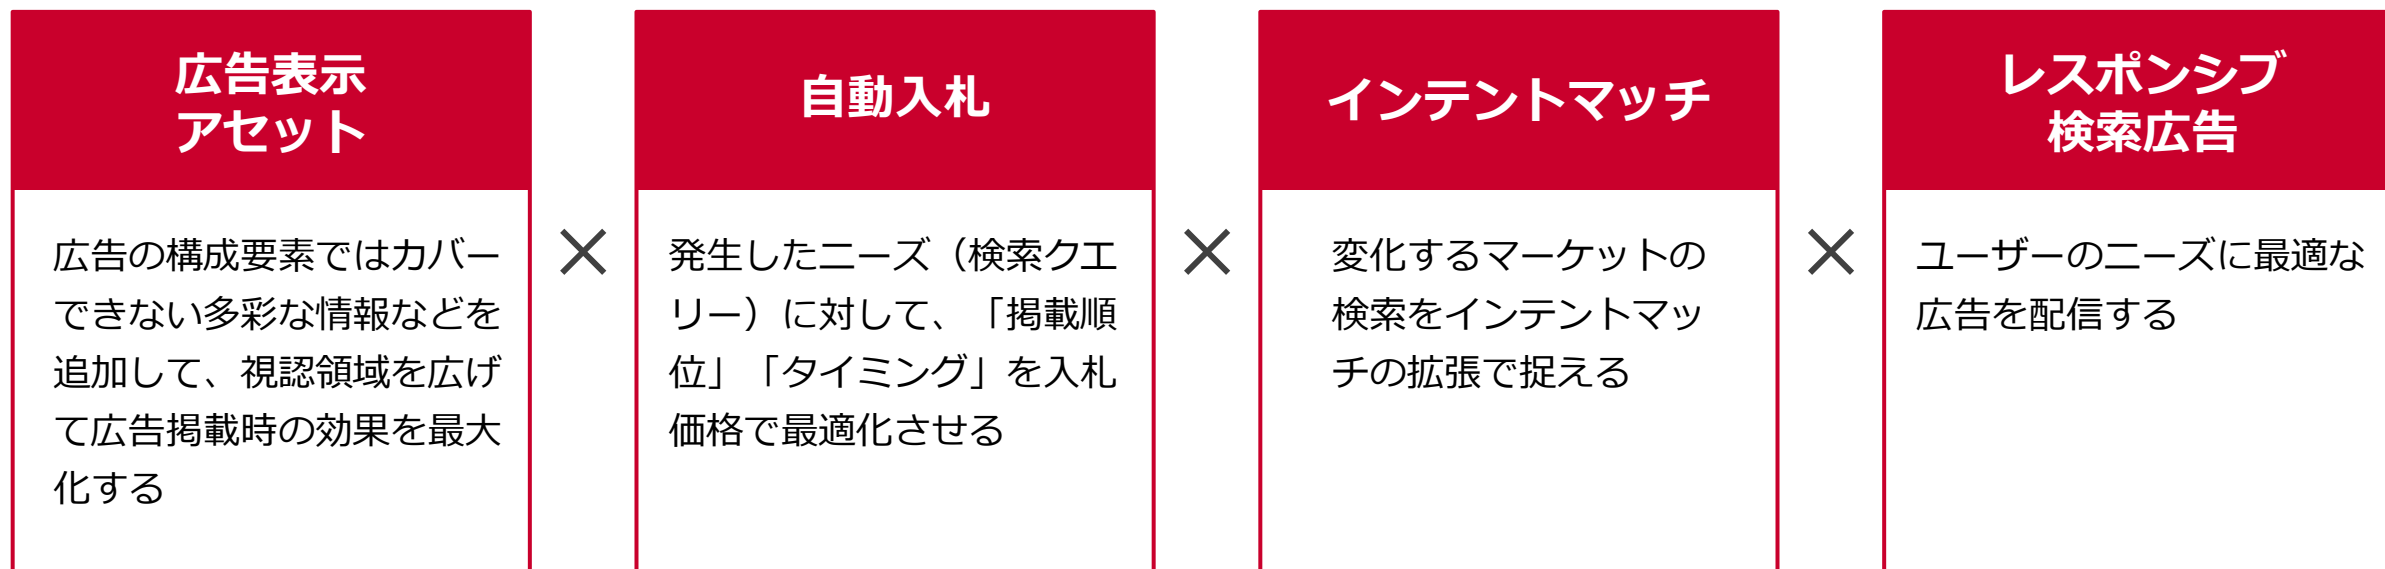 広告表示
アセット
広告の構成要素ではカバー
できない多彩な情報などを
追加して、視認領域を広げ
て広告掲載時の効果を最大
化する
×
自動入札
発生したニーズ（検索クエ
リー）に対して、「掲載順
位」「タイミング」を入札
価格で最適化させる
×
インテントマッチ
変化するマーケットの
検索をインテントマッ
チの拡張で捉える
×
レスポンシブ
検索広告
ユーザーのニーズに最適な
広告を配信する